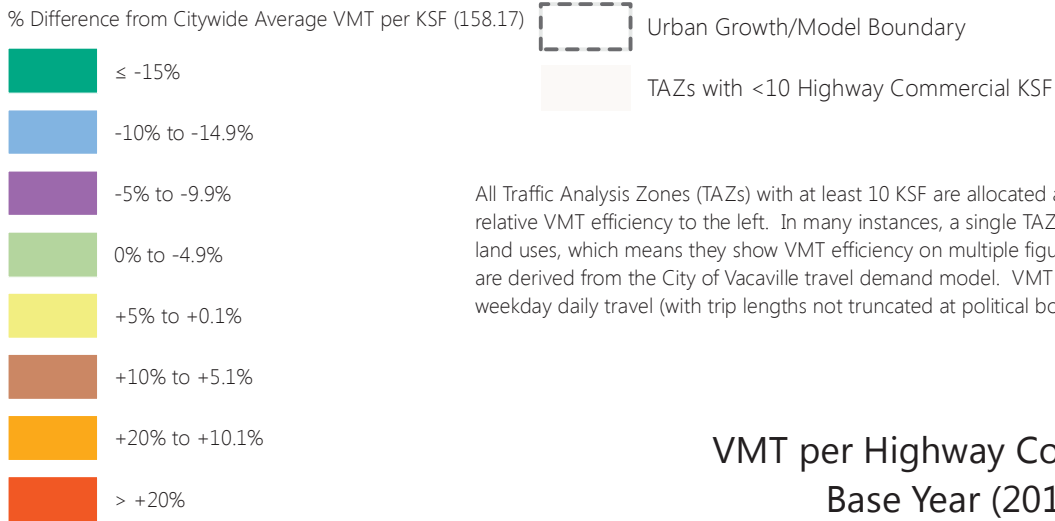 % Difference from Citywide Average VMT per KSF (158.17)
≤ -15%
-10% to -14.9%
-5% to -9.9%
0% to -4.9%
+5% to +0.1%
+10% to +5.1%
+20% to +10.1%
> +20%
Urban Growth/Model Boundary
TAZs with <10 Highway Commercial KSF
All Traffic Analysis Zones (TAZs) with at least 10 KSF are allocated
relative VMT efficiency to the left. In many instances, a single TAZ
land uses, which means they show VMT efficiency on multiple
are derived from the City of Vacaville travel demand model. VMT
weekday daily travel (with trip lengths not truncated at political
VMT per Highway
Base Year